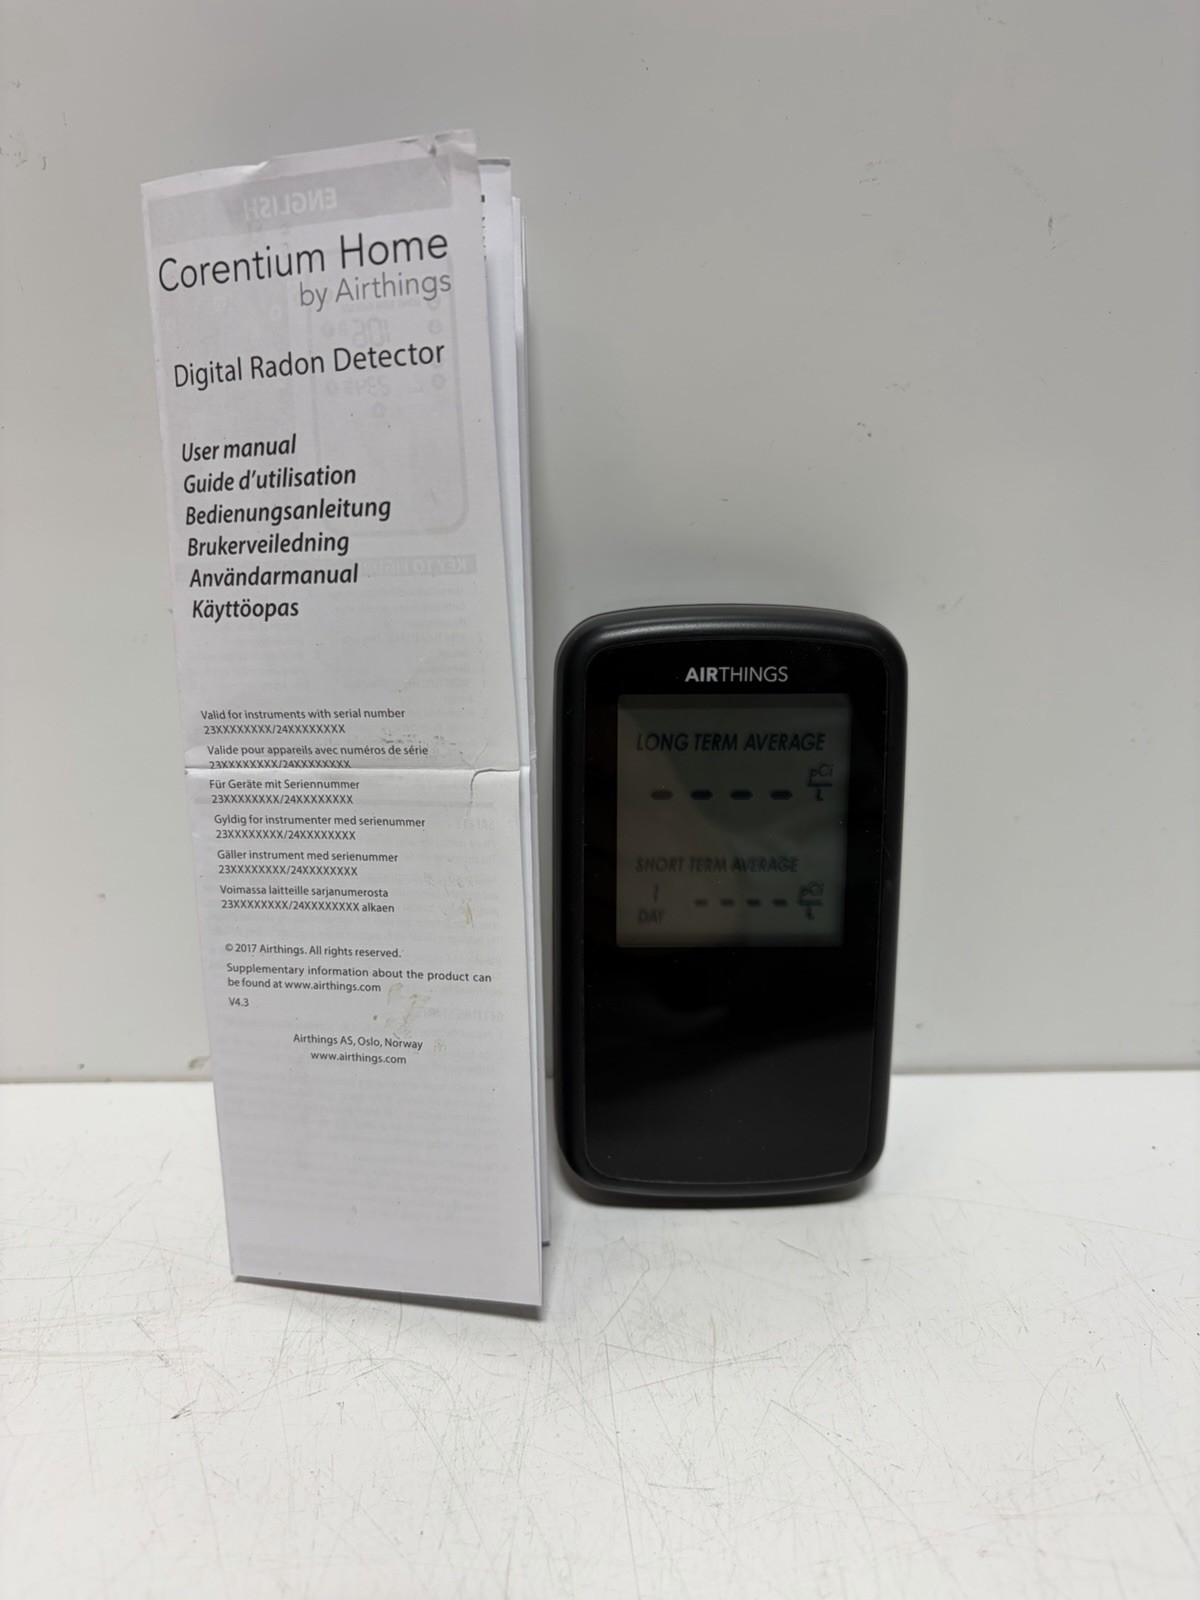 Corentium Home
by Airthings
Digital Radon Detector
User manual
Guide d'utilisation
Bedienungsanleitung
Brukerveiledning
Användarmanual
Käyttöopas
Valid for instruments with serial number
23XXXXXXXX/24XXXXXXXX
Valide pour appareils avec numéros de série
23XXXXXXXX/24XXXXXXXX
Für Geräte mit Seriennummer
23XXXXXXXX/24XXXXXXXX
Gyldig for instrumenter med serienummer
23XXXXXXXX/24XXXXXXXX
Gäller instrument med serienummer
23XXXXXXXX/24XXXXXXXX
Voimassa laitteille sarjanumerosta
23XXXXXXXX/24XXXXXXXX alkaen
© 2017 Airthings. All rights reserved.
Supplementary information about the product can
be found at www.airthings.com
V4.3
Airthings AS, Oslo, Norway
www.airthings.com
ENGLISH
AIRTHINGS
LONG TERM AVERAGE
- - - - pCi/L
SHORT TERM AVERAGE
1 DAY - - - - pCi/L